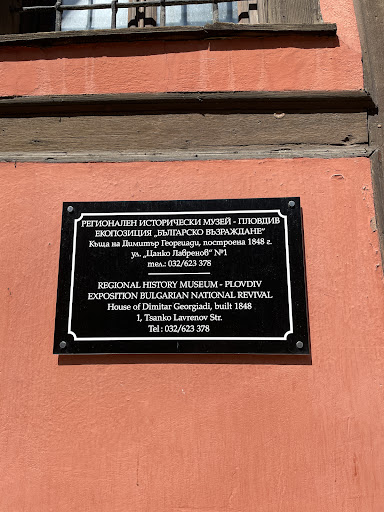 РЕГИОНАЛЕН ИСТОРИЧЕСКИ МУЗЕЙ - ПЛОВДИВ
ЕКОПОЗИЦИЯ „БЪЛГАРСКО ВЪЗРАЖДАНЕ“
Къща на Димитър Георгиади, построена 1848 г.
ул. „Цанко Лавренов“ №1
тел.: 032/623 378
REGIONAL HISTORY MUSEUM - PLOVDIV
EXPOSITION BULGARIAN NATIONAL REVIVAL
House of Dimitar Georgiadi, built 1848
1, Tsanko Lavrenov Str.
Tel: 032/623 378